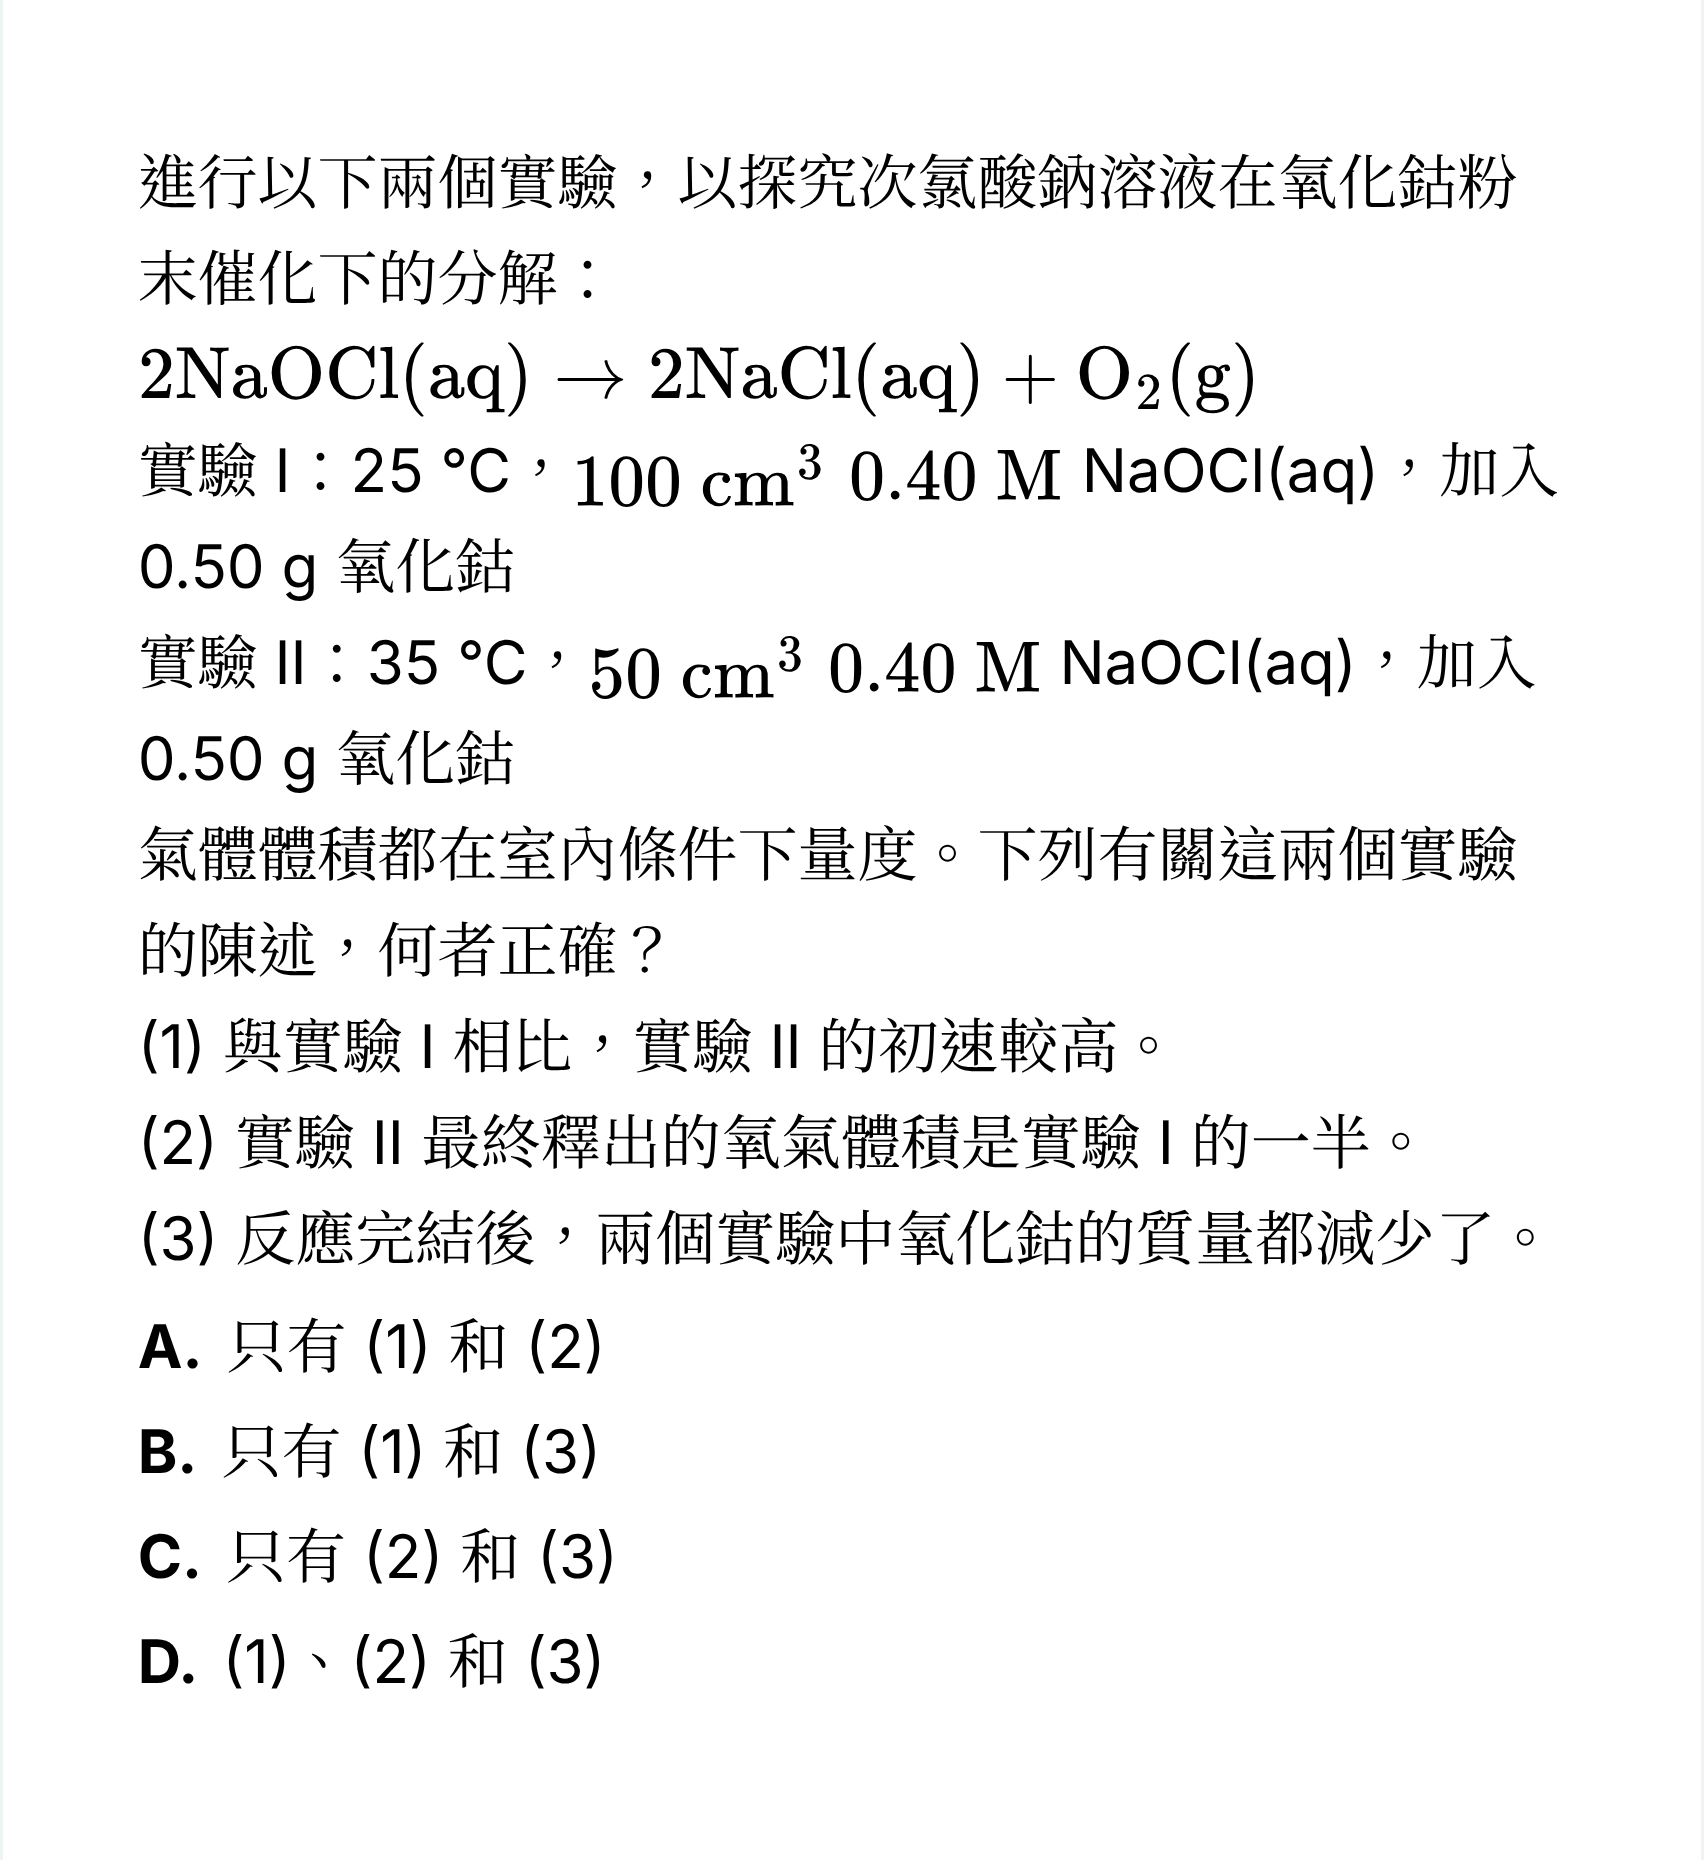 進行以下兩個實驗，以探究次氯酸鈉溶液在氧化鈷粉
末催化下的分解：
2NaOCl(aq) → 2NaCl(aq) + O₂(g)
實驗 I：25 °C，100 cm³ 0.40 M NaOCl(aq)，加入
0.50 g 氧化鈷
實驗 II：35 °C，50 cm³ 0.40 M NaOCl(aq)，加入
0.50 g 氧化鈷
氣體體積都在室內條件下量度。下列有關這兩個實驗
的陳述，何者正確？
(1) 與實驗 I 相比，實驗 II 的初速較高。
(2) 實驗 II 最終釋出的氧氣體積是實驗 I 的一半。
(3) 反應完結後，兩個實驗中氧化鈷的質量都減少了。
A. 只有 (1) 和 (2)
B. 只有 (1) 和 (3)
C. 只有 (2) 和 (3)
D. (1)、(2) 和 (3)